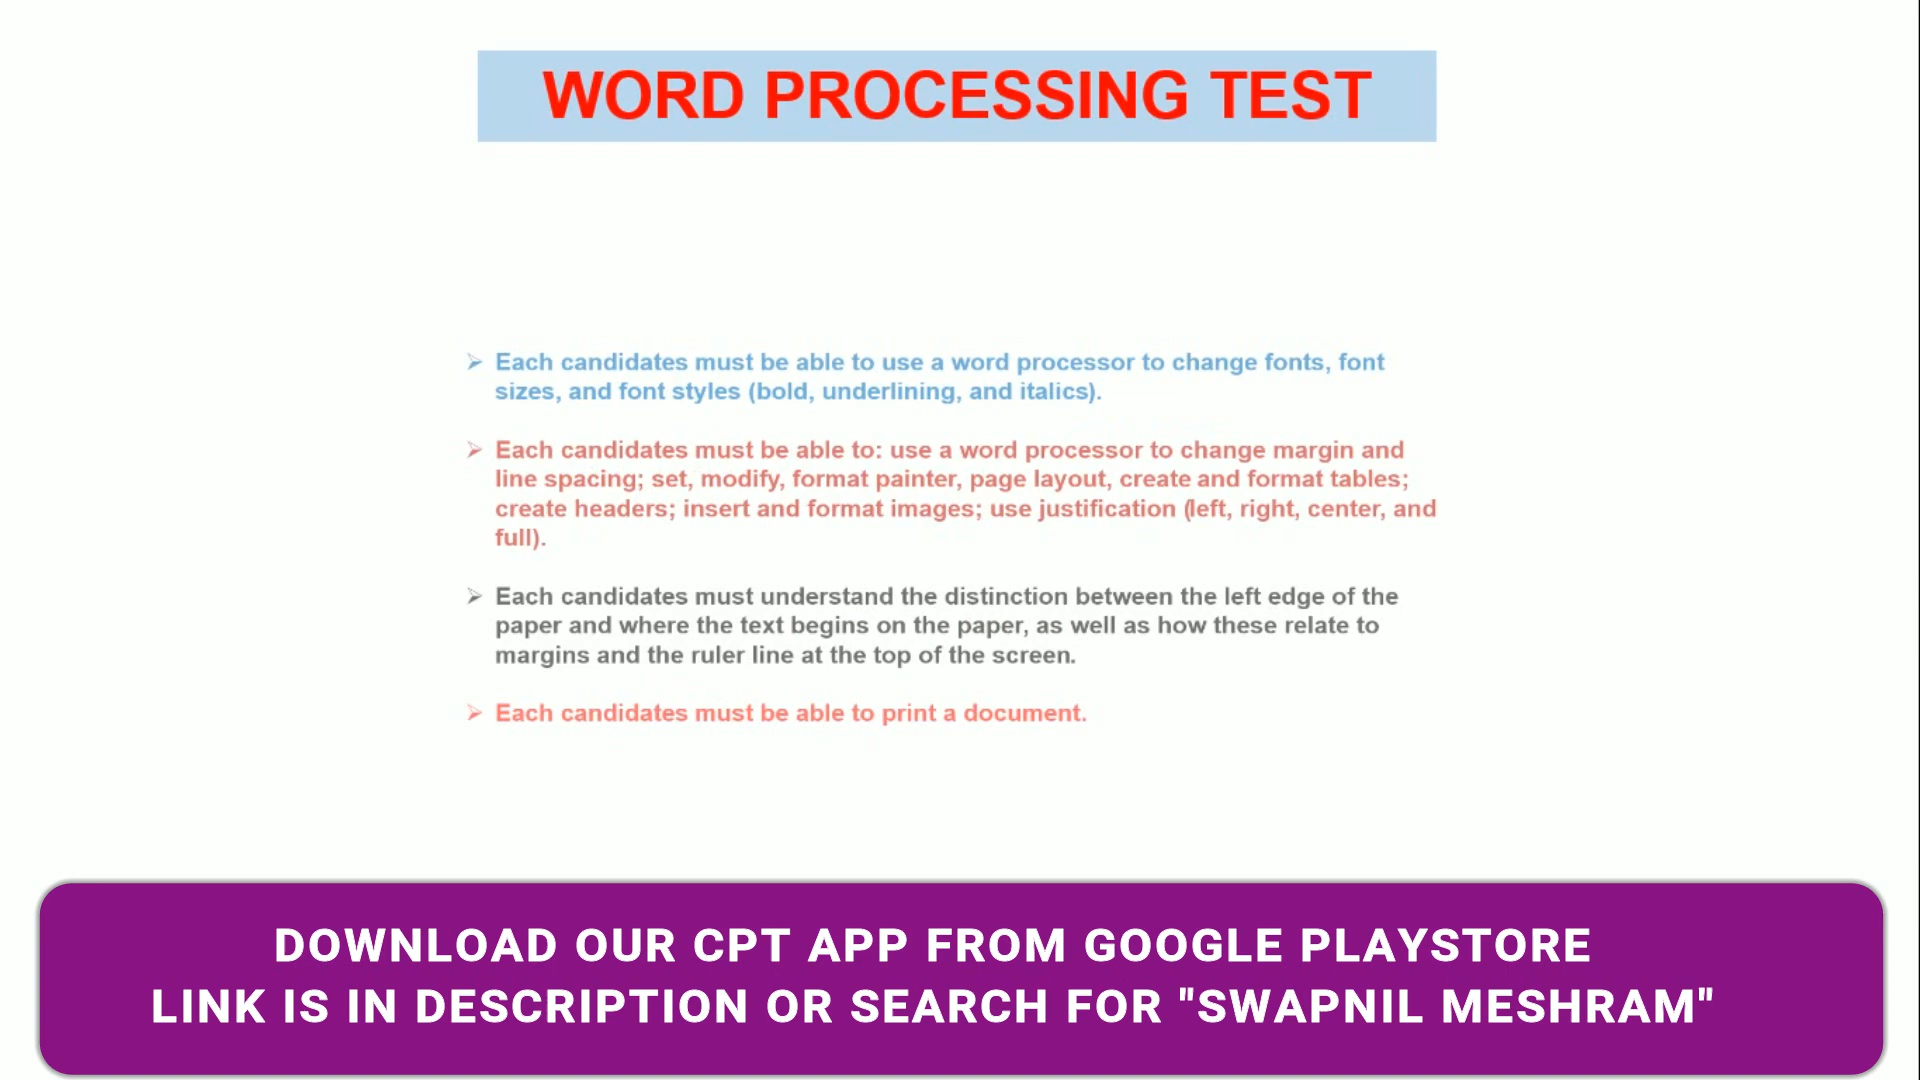 WORD PROCESSING TEST
➢ Each candidates must be able to use a word processor to change fonts, font
sizes, and font styles (bold, underlining, and italics).
➢ Each candidates must be able to: use a word processor to change margin and
line spacing; set, modify, format painter, page layout, create and format tables;
create headers; insert and format images; use justification (left, right, center, and
full).
➢ Each candidates must understand the distinction between the left edge of the
paper and where the text begins on the paper, as well as how these relate to
margins and the ruler line at the top of the screen.
➢ Each candidates must be able to print a document.
DOWNLOAD OUR CPT APP FROM GOOGLE PLAYSTORE
LINK IS IN DESCRIPTION OR SEARCH FOR "SWAPNIL MESHRAM"